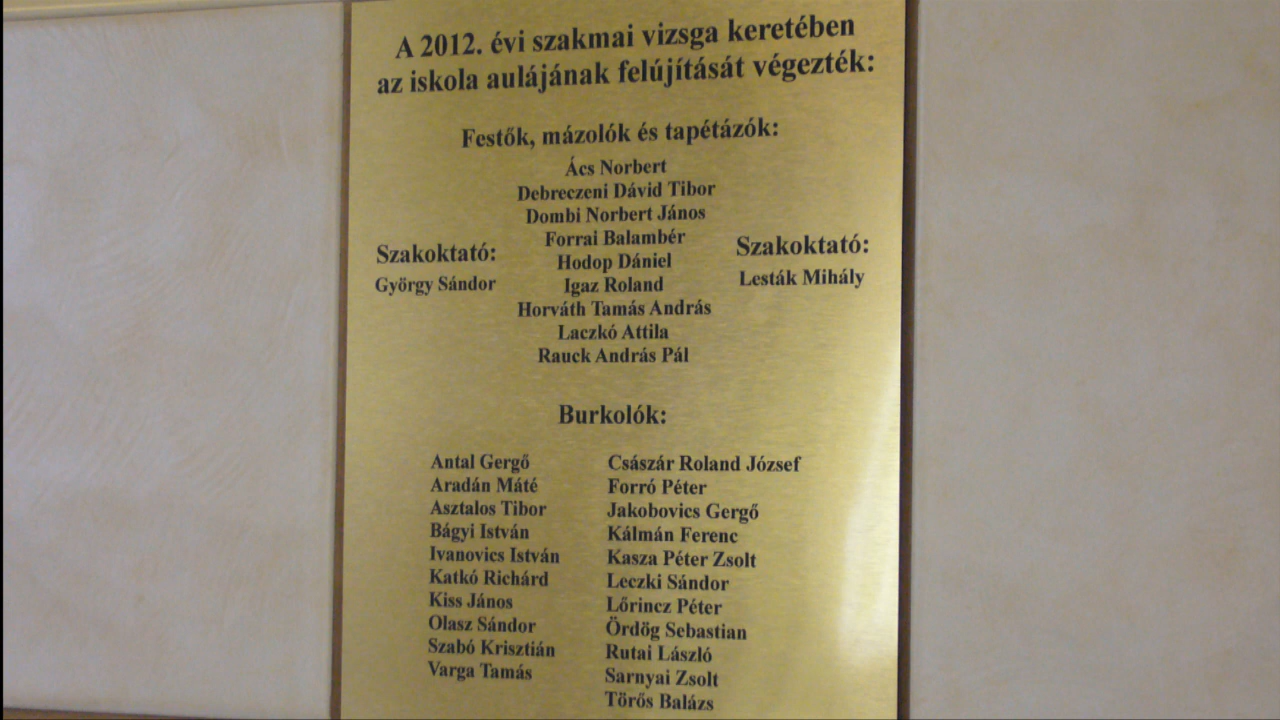 A 2012. évi szakmai vizsga keretében
az iskola aulájának felújítását végezték:
Festők, mázolók és tapétázók:
Ács Norbert
Debreczeni Dávid Tibor
Dombi Norbert János
Forrai Balambér
Hodop Dániel
Igaz Roland
Horváth Tamás András
Laczkó Attila
Rauck András Pál
Szakoktató:
György Sándor
Szakoktató:
Lesták Mihály
Burkolók:
Antal Gergő
Aradán Máté
Asztalos Tibor
Bágyi István
Ivanovics István
Katkó Richárd
Kiss János
Olasz Sándor
Szabó Krisztián
Varga Tamás
Császár Roland József
Forró Péter
Jakobovics Gergő
Kálmán Ferenc
Kasza Péter Zsolt
Leczki Sándor
Lőrincz Péter
Ördög Sebastian
Rutai László
Sarnyai Zsolt
Törős Balázs